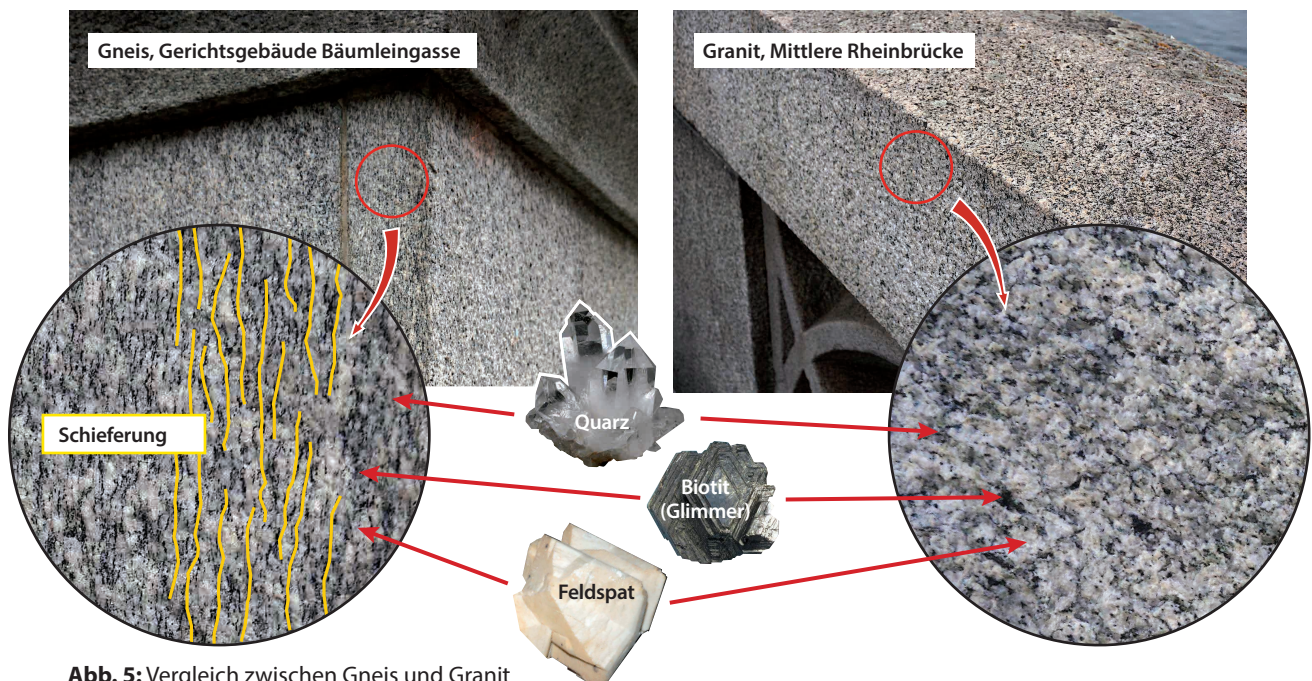 Gneis, Gerichtsgebäude Bäumleingasse
Granit, Mittlere Rheinbrücke
Schieferung
Quarz
Biotit
(Glimmer)
Feldspat
Abb. 5: Vergleich zwischen Gneis und Granit